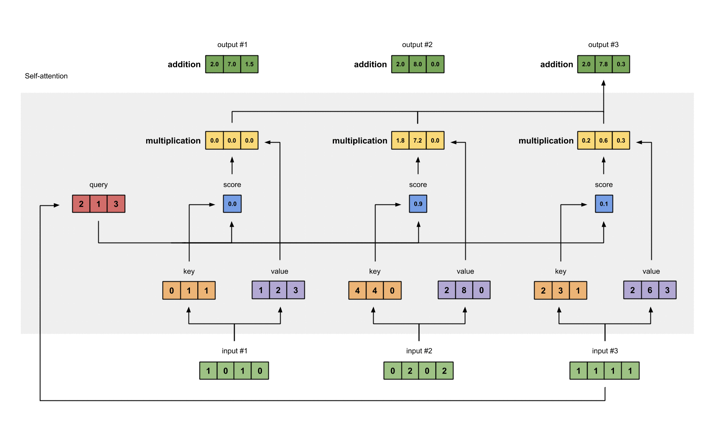 output #1 output #2 output #3
addition 2.0 7.0 1.5 addition 2.0 8.0 0.0 addition 2.0 7.8 0.3
Self-attention
multiplication 0.0 0.0 0.0 multiplication 1.8 7.2 0.0 multiplication 0.2 0.6 0.3
query score score score
2 1 3 0.0 0.9 0.1
key value key value key value
0 1 1 1 2 3 4 4 0 2 8 0 2 3 1 2 6 3
input #1 input #2 input #3
1 0 1 0 0 2 0 2 1 1 1 1